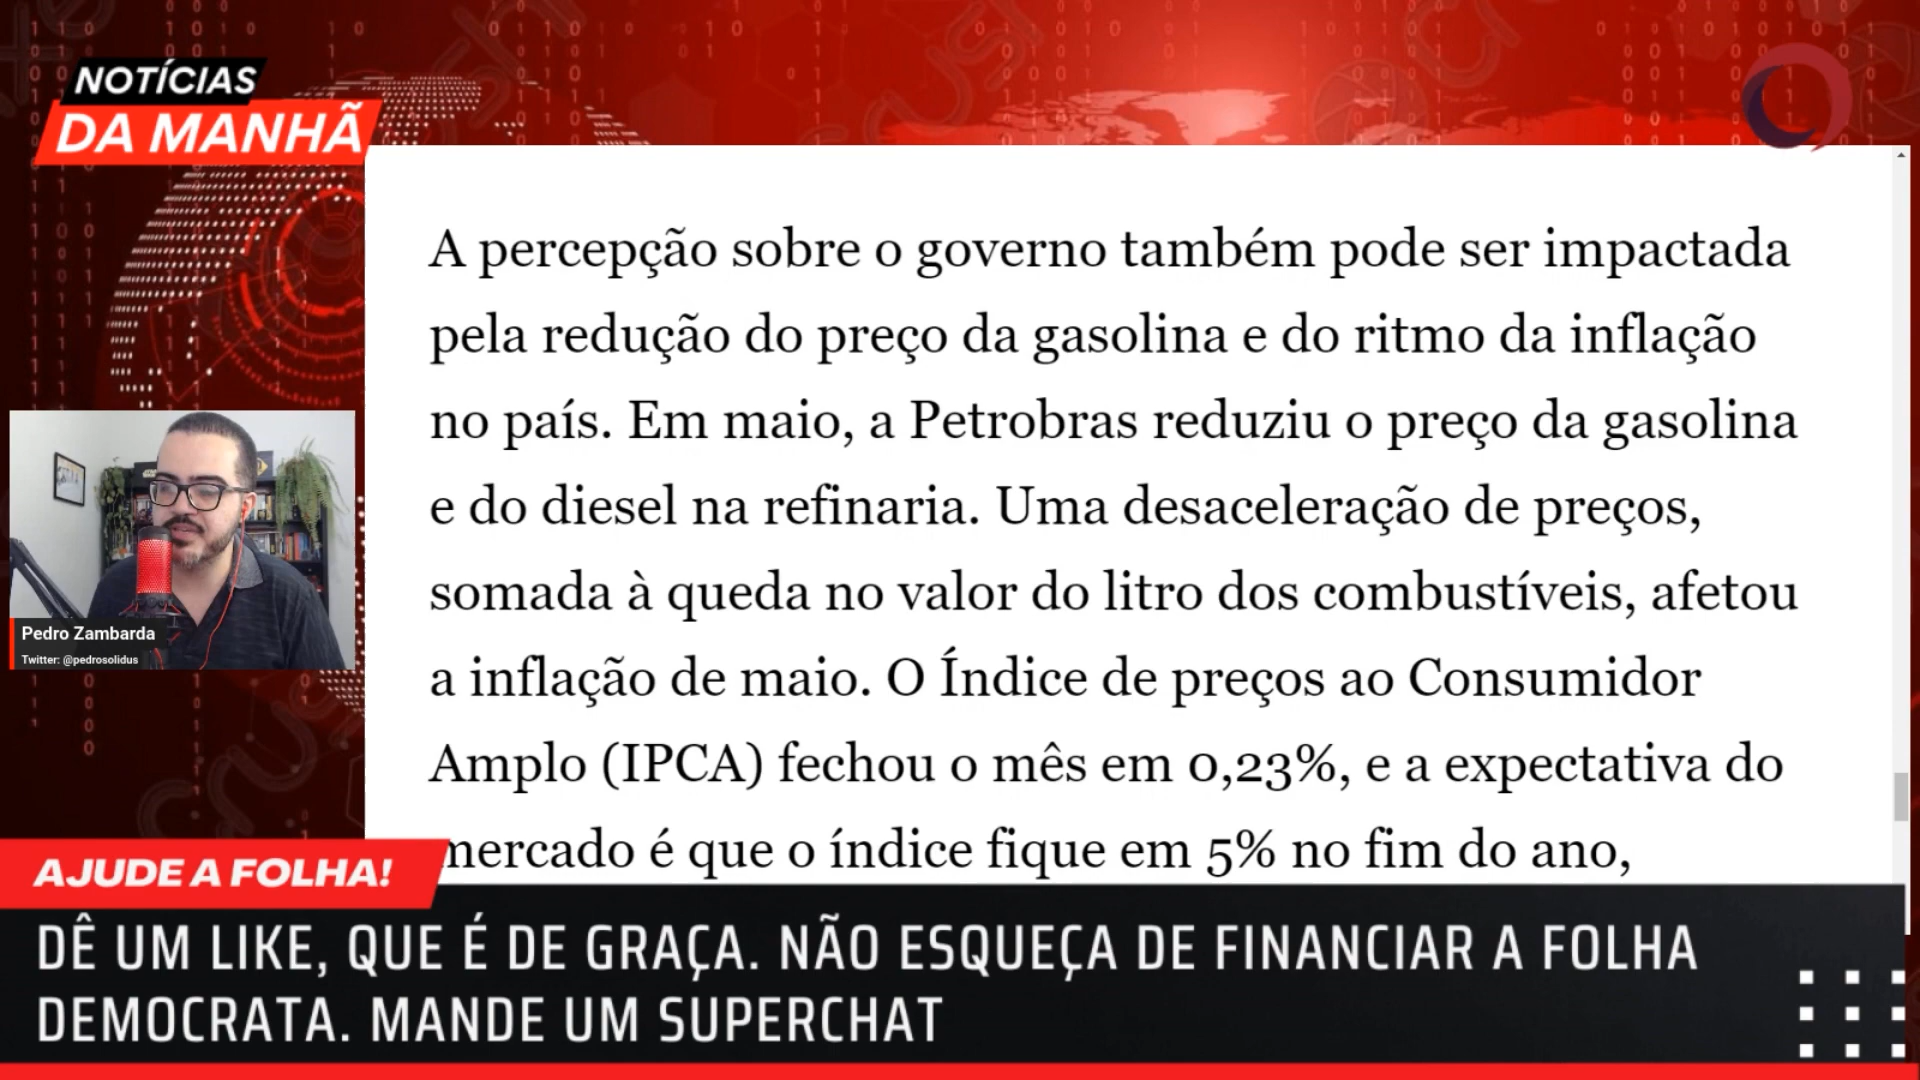 NOTÍCIAS
DA MANHÃ
A percepção sobre o governo também pode ser impactada
pela redução do preço da gasolina e do ritmo da inflação
no país. Em maio, a Petrobras reduziu o preço da gasolina
e do diesel na refinaria. Uma desaceleração de preços,
somada à queda no valor do litro dos combustíveis, afetou
a inflação de maio. O Índice de preços ao Consumidor
Amplo (IPCA) fechou o mês em 0,23%, e a expectativa do
mercado é que o índice fique em 5% no fim do ano,
Pedro Zambarda
Twitter: @pedrosolidus
AJUDE A FOLHA!
DÊ UM LIKE, QUE É DE GRAÇA. NÃO ESQUEÇA DE FINANCIAR A FOLHA
DEMOCRATA. MANDE UM SUPERCHAT